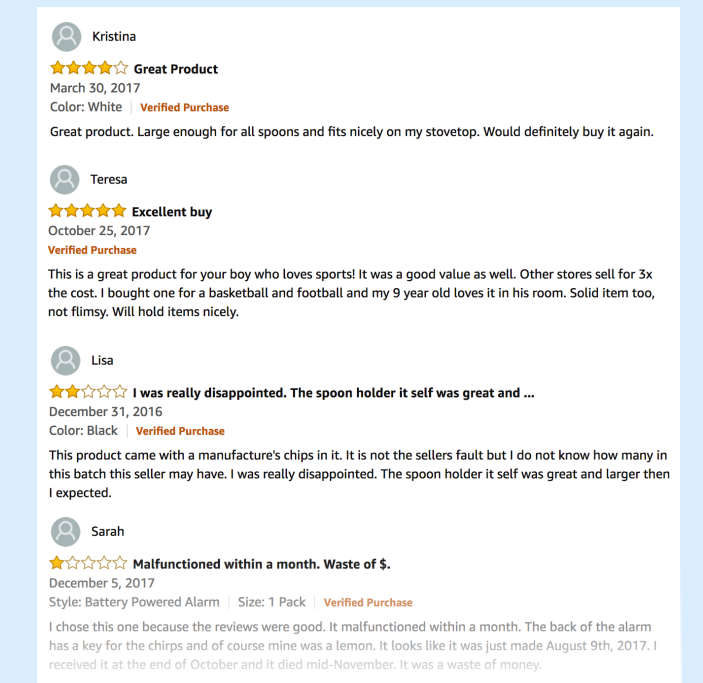 Kristina
Great Product
March 30, 2017
Color: White | Verified Purchase
Great product. Large enough for all spoons and fits nicely on my stovetop. Would definitely buy it again.
Teresa
Excellent buy
October 25, 2017
Verified Purchase
This is a great product for your boy who loves sports! It was a good value as well. Other stores sell for 3x
the cost. I bought one for a basketball and football and my 9 year old loves it in his room. Solid item too,
not flimsy. Will hold items nicely.
Lisa
I was really disappointed. The spoon holder it self was great and ...
December 31, 2016
Color: Black | Verified Purchase
This product came with a manufacture's chips in it. It is not the sellers fault but I do not know how many in
this batch this seller may have. I was really disappointed. The spoon holder it self was great and larger then
I expected.
Sarah
Malfunctioned within a month. Waste of $.
December 5, 2017
Style: Battery Powered Alarm | Size: 1 Pack | Verified Purchase
I chose this one because the reviews were good. It malfunctioned within a month. The back of the alarm
has a key for the chirps and of course mine was a lemon. It looks like it was just made August 9th, 2017. I
received it at the end of October and it died mid-November. It was a waste of money.